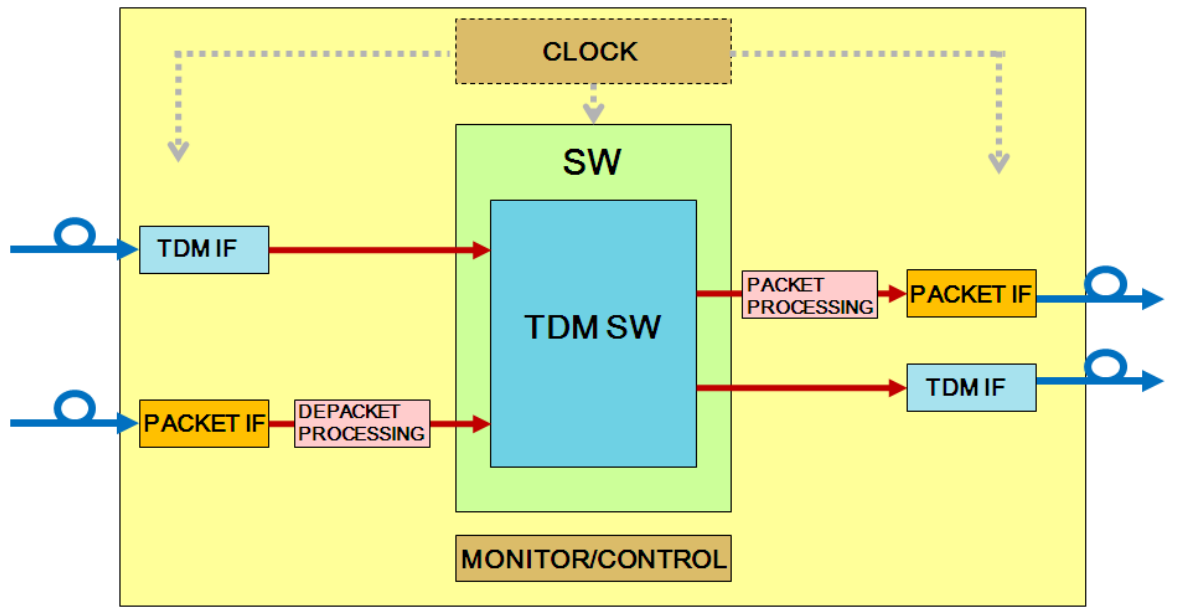 CLOCK
SW
TDM IF
TDM SW
PACKET
PROCESSING
PACKET IF
TDM IF
PACKET IF
DEPACKET
PROCESSING
MONITOR/CONTROL